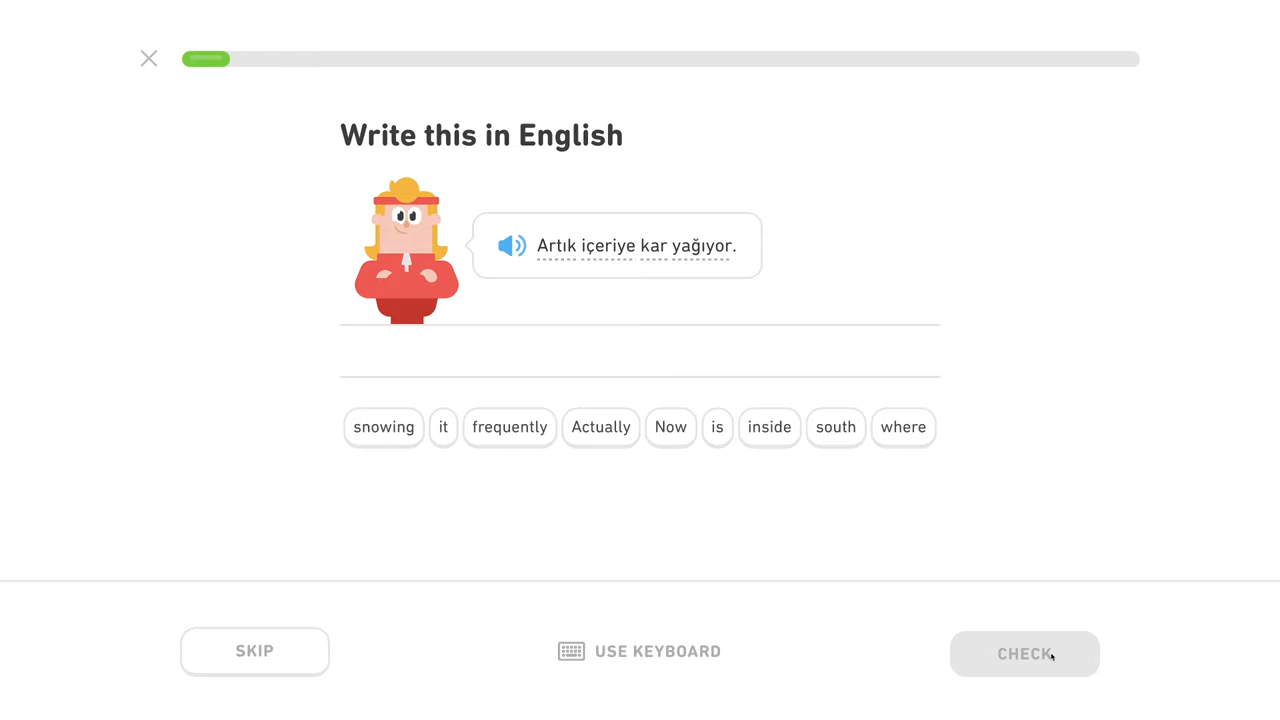 Write this in English
Artık içeriye kar yağıyor.
snowing it frequently Actually Now is inside south where
SKIP USE KEYBOARD CHECK